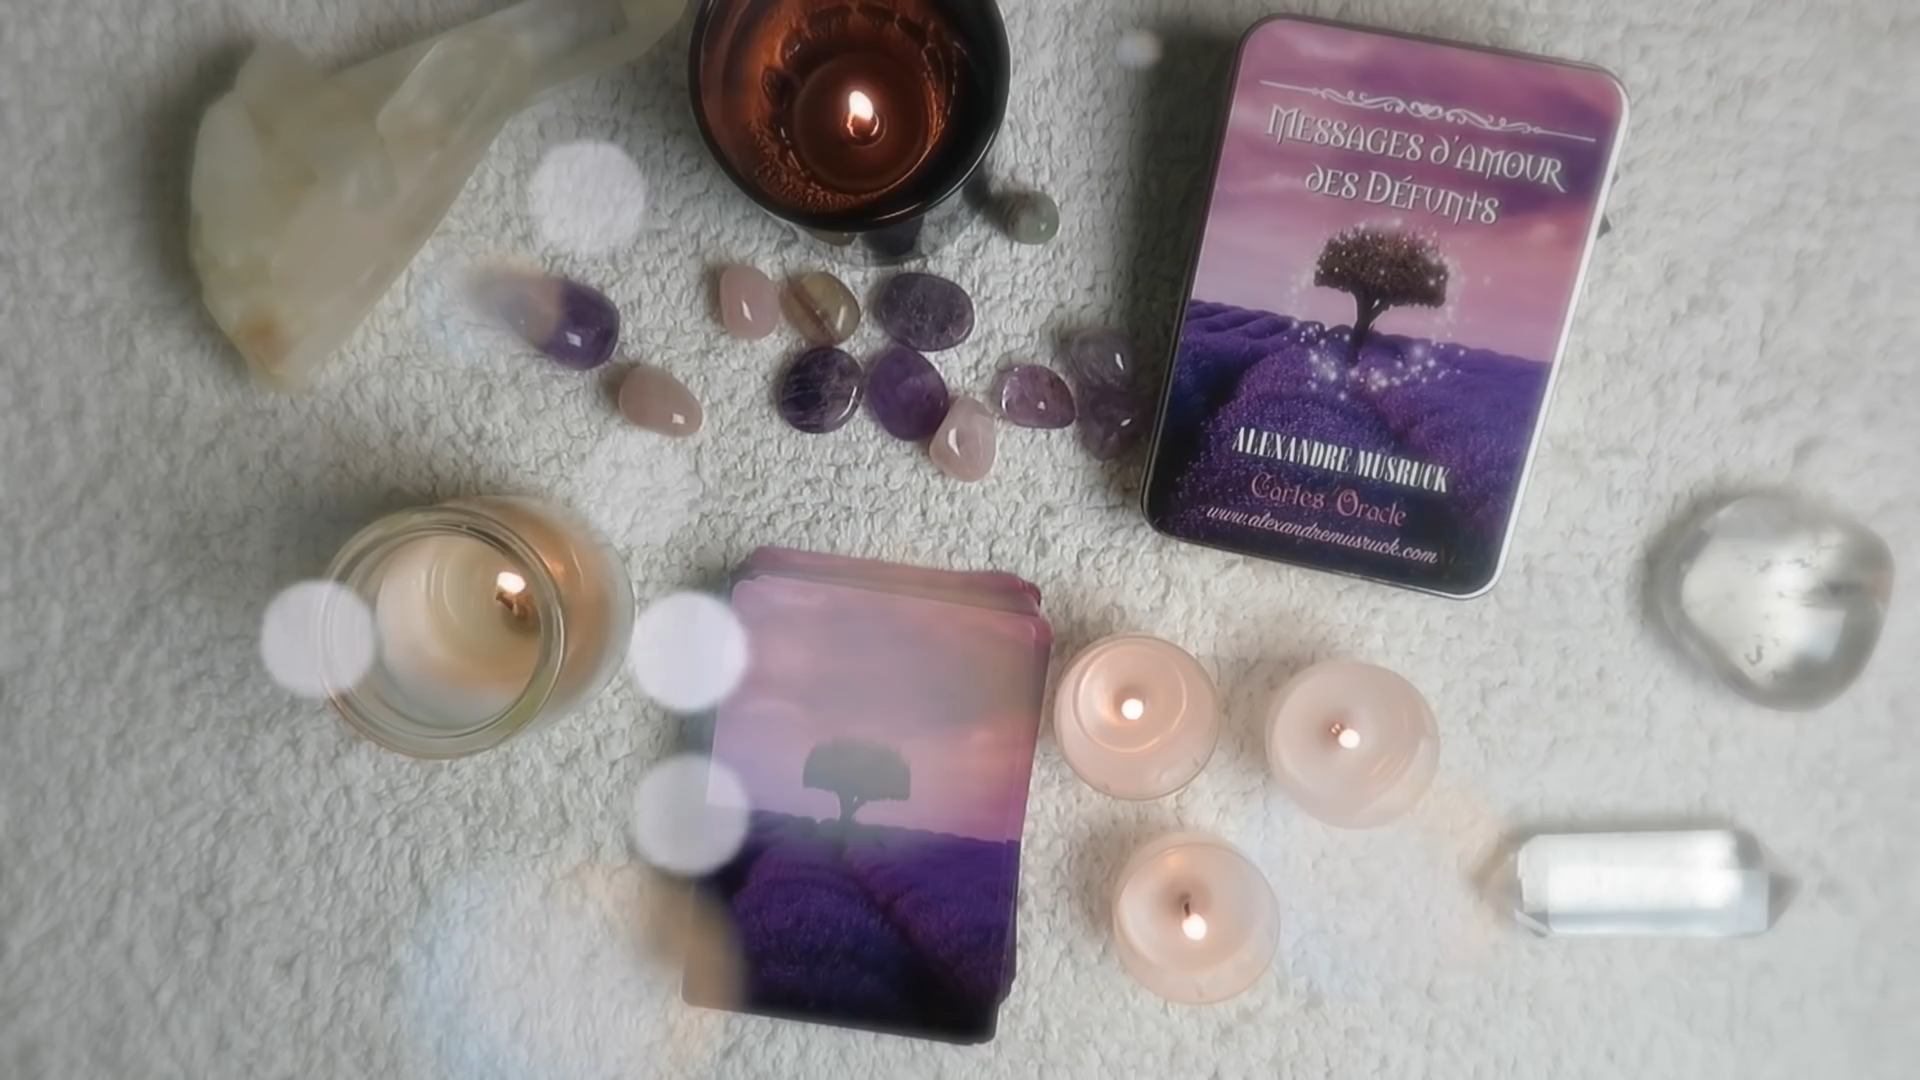 Messages d'amour
des Défunts
ALEXANDRE MUSRUCK
Cartes Oracle
www.alexandremusruck.com